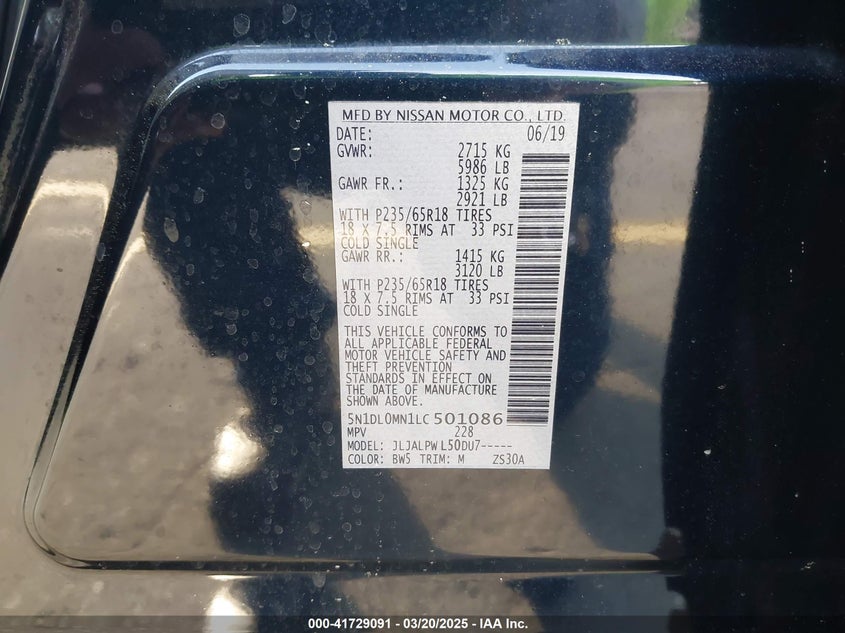 MFD BY NISSAN MOTOR CO., LTD.
DATE: 06/19
GVWR: 2715 KG
5986 LB
GAWR FR.: 1325 KG
2921 LB
WITH P235/65R18 TIRES
18 X 7.5 RIMS AT 33 PSI
COLD SINGLE
GAWR RR.: 1415 KG
3120 LB
WITH P235/65R18 TIRES
18 X 7.5 RIMS AT 33 PSI
COLD SINGLE
THIS VEHICLE CONFORMS TO
ALL APPLICABLE FEDERAL
MOTOR VEHICLE SAFETY AND
THEFT PREVENTION
STANDARDS IN EFFECT ON
THE DATE OF MANUFACTURE
SHOWN ABOVE.
5N1DL0MN1LC501086
MPV 228
MODEL: JLJALPWL50DU7-----
COLOR: BW5 TRIM: M ZS30A
000-41729091 — 03/20/2025 — IAA Inc.